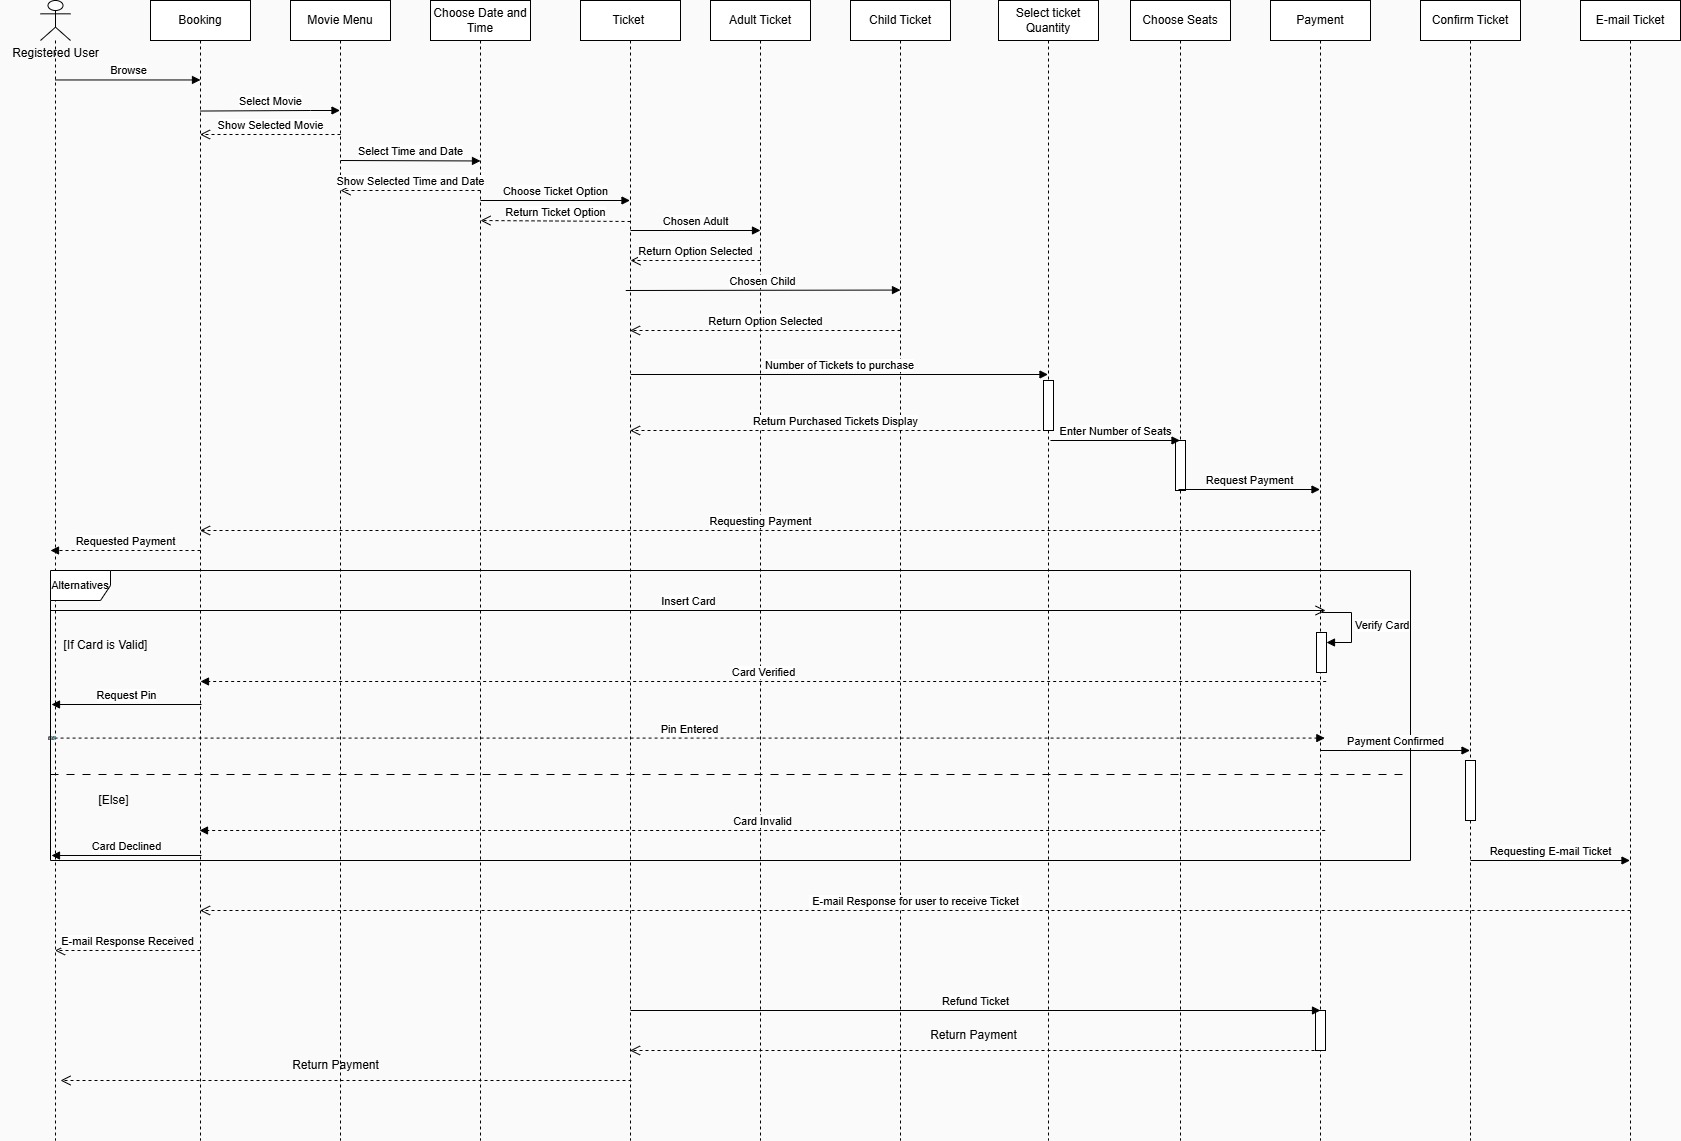 Registered User
Booking
Movie Menu
Choose Date and
Time
Ticket
Adult Ticket
Child Ticket
Select ticket
Quantity
Choose Seats
Payment
Confirm Ticket
E-mail Ticket
Browse
Select Movie
Show Selected Movie
Select Time and Date
Show Selected Time and Date
Choose Ticket Option
Return Ticket Option
Chosen Adult
Return Option Selected
Chosen Child
Return Option Selected
Number of Tickets to purchase
Return Purchased Tickets Display
Enter Number of Seats
Request Payment
Requesting Payment
Requested Payment
Alternatives
Insert Card
Verify Card
[If Card is Valid]
Card Verified
Request Pin
Pin Entered
Payment Confirmed
[Else]
Card Invalid
Card Declined
Requesting E-mail Ticket
E-mail Response for user to receive Ticket
E-mail Response Received
Refund Ticket
Return Payment
Return Payment